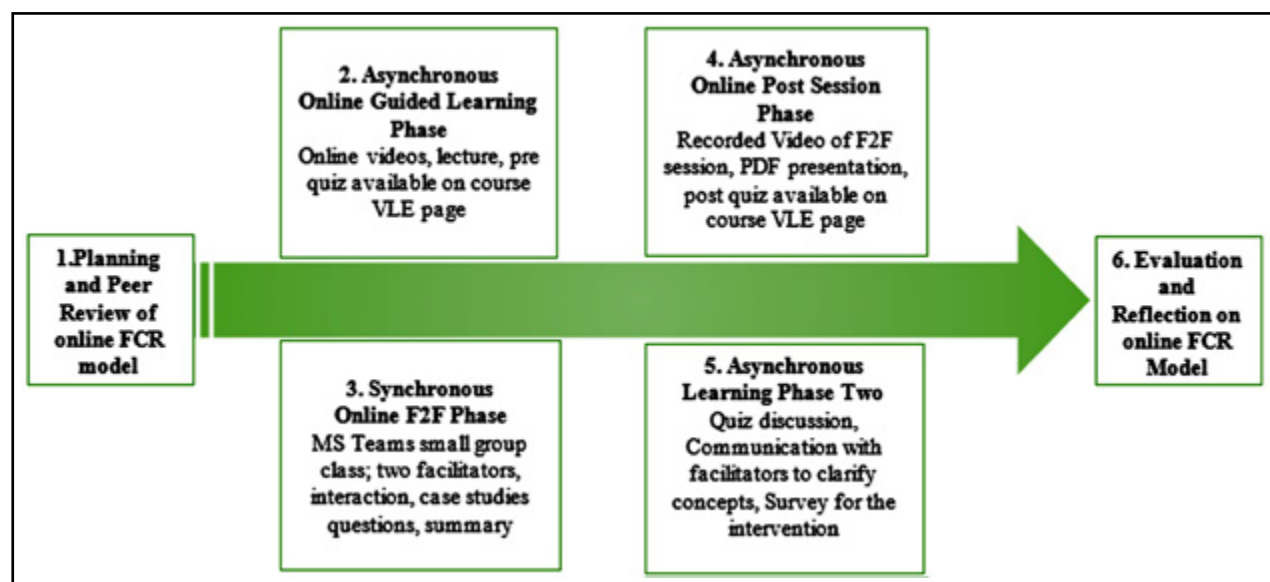 1.Planning
and Peer
Review of
online FCR
model
2. Asynchronous
Online Guided Learning
Phase
Online videos, lecture, pre
quiz available on course
VLE page
3. Synchronous
Online F2F Phase
MS Teams small group
class; two facilitators,
interaction, case studies
questions, summary
4. Asynchronous
Online Post Session
Phase
Recorded Video of F2F
session, PDF presentation,
post quiz available on
course VLE page
5. Asynchronous
Learning Phase Two
Quiz discussion,
Communication with
facilitators to clarify
concepts, Survey for the
intervention
6. Evaluation
and
Reflection on
online FCR
Model